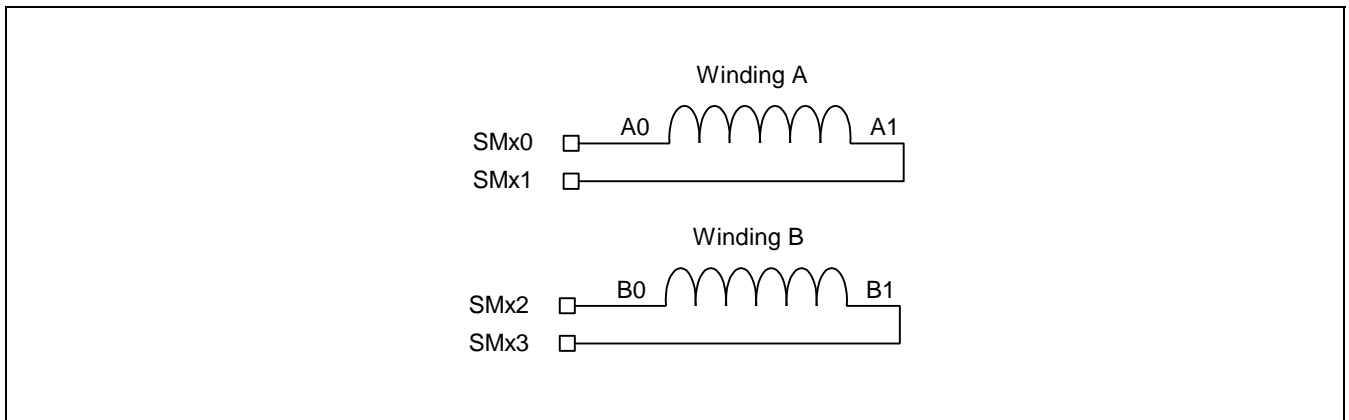 Winding A
A0 A1
SMx0
SMx1
Winding B
B0 B1
SMx2
SMx3